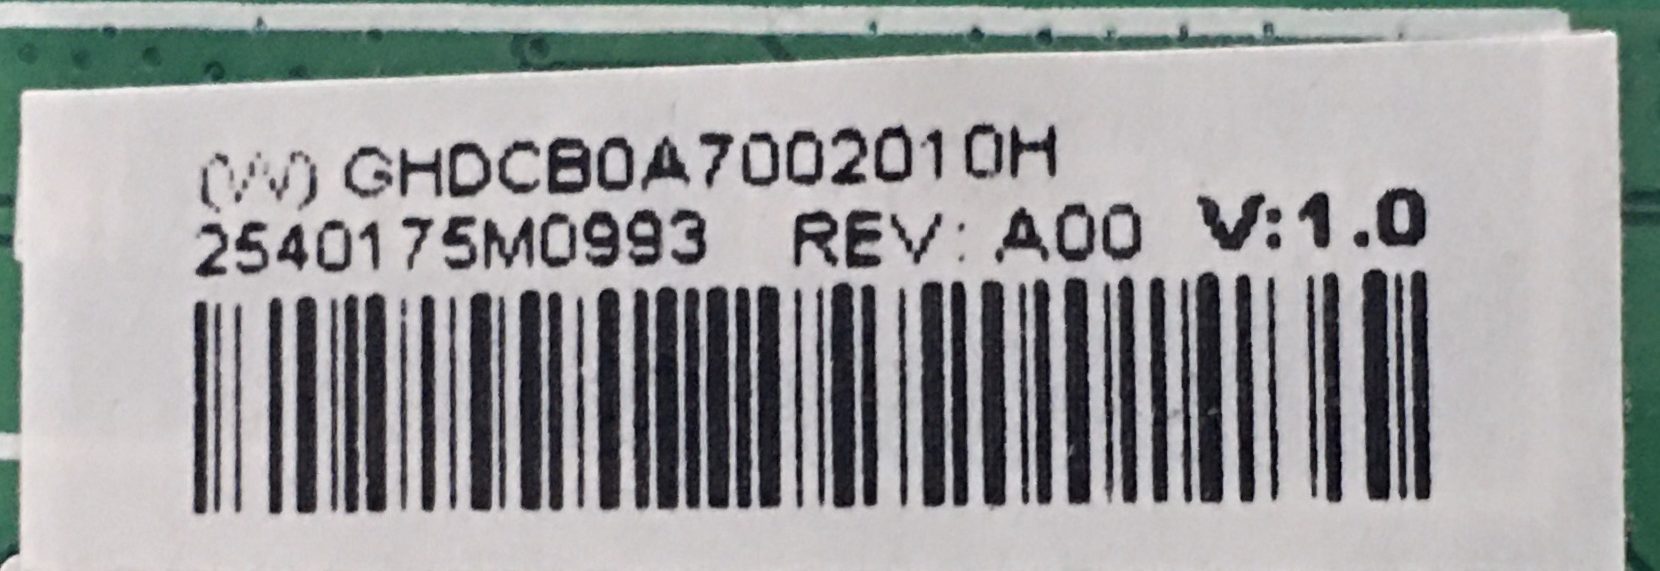 (W) GHDCB0A7002010H
2540175M0993 REV: A00 V:1.0